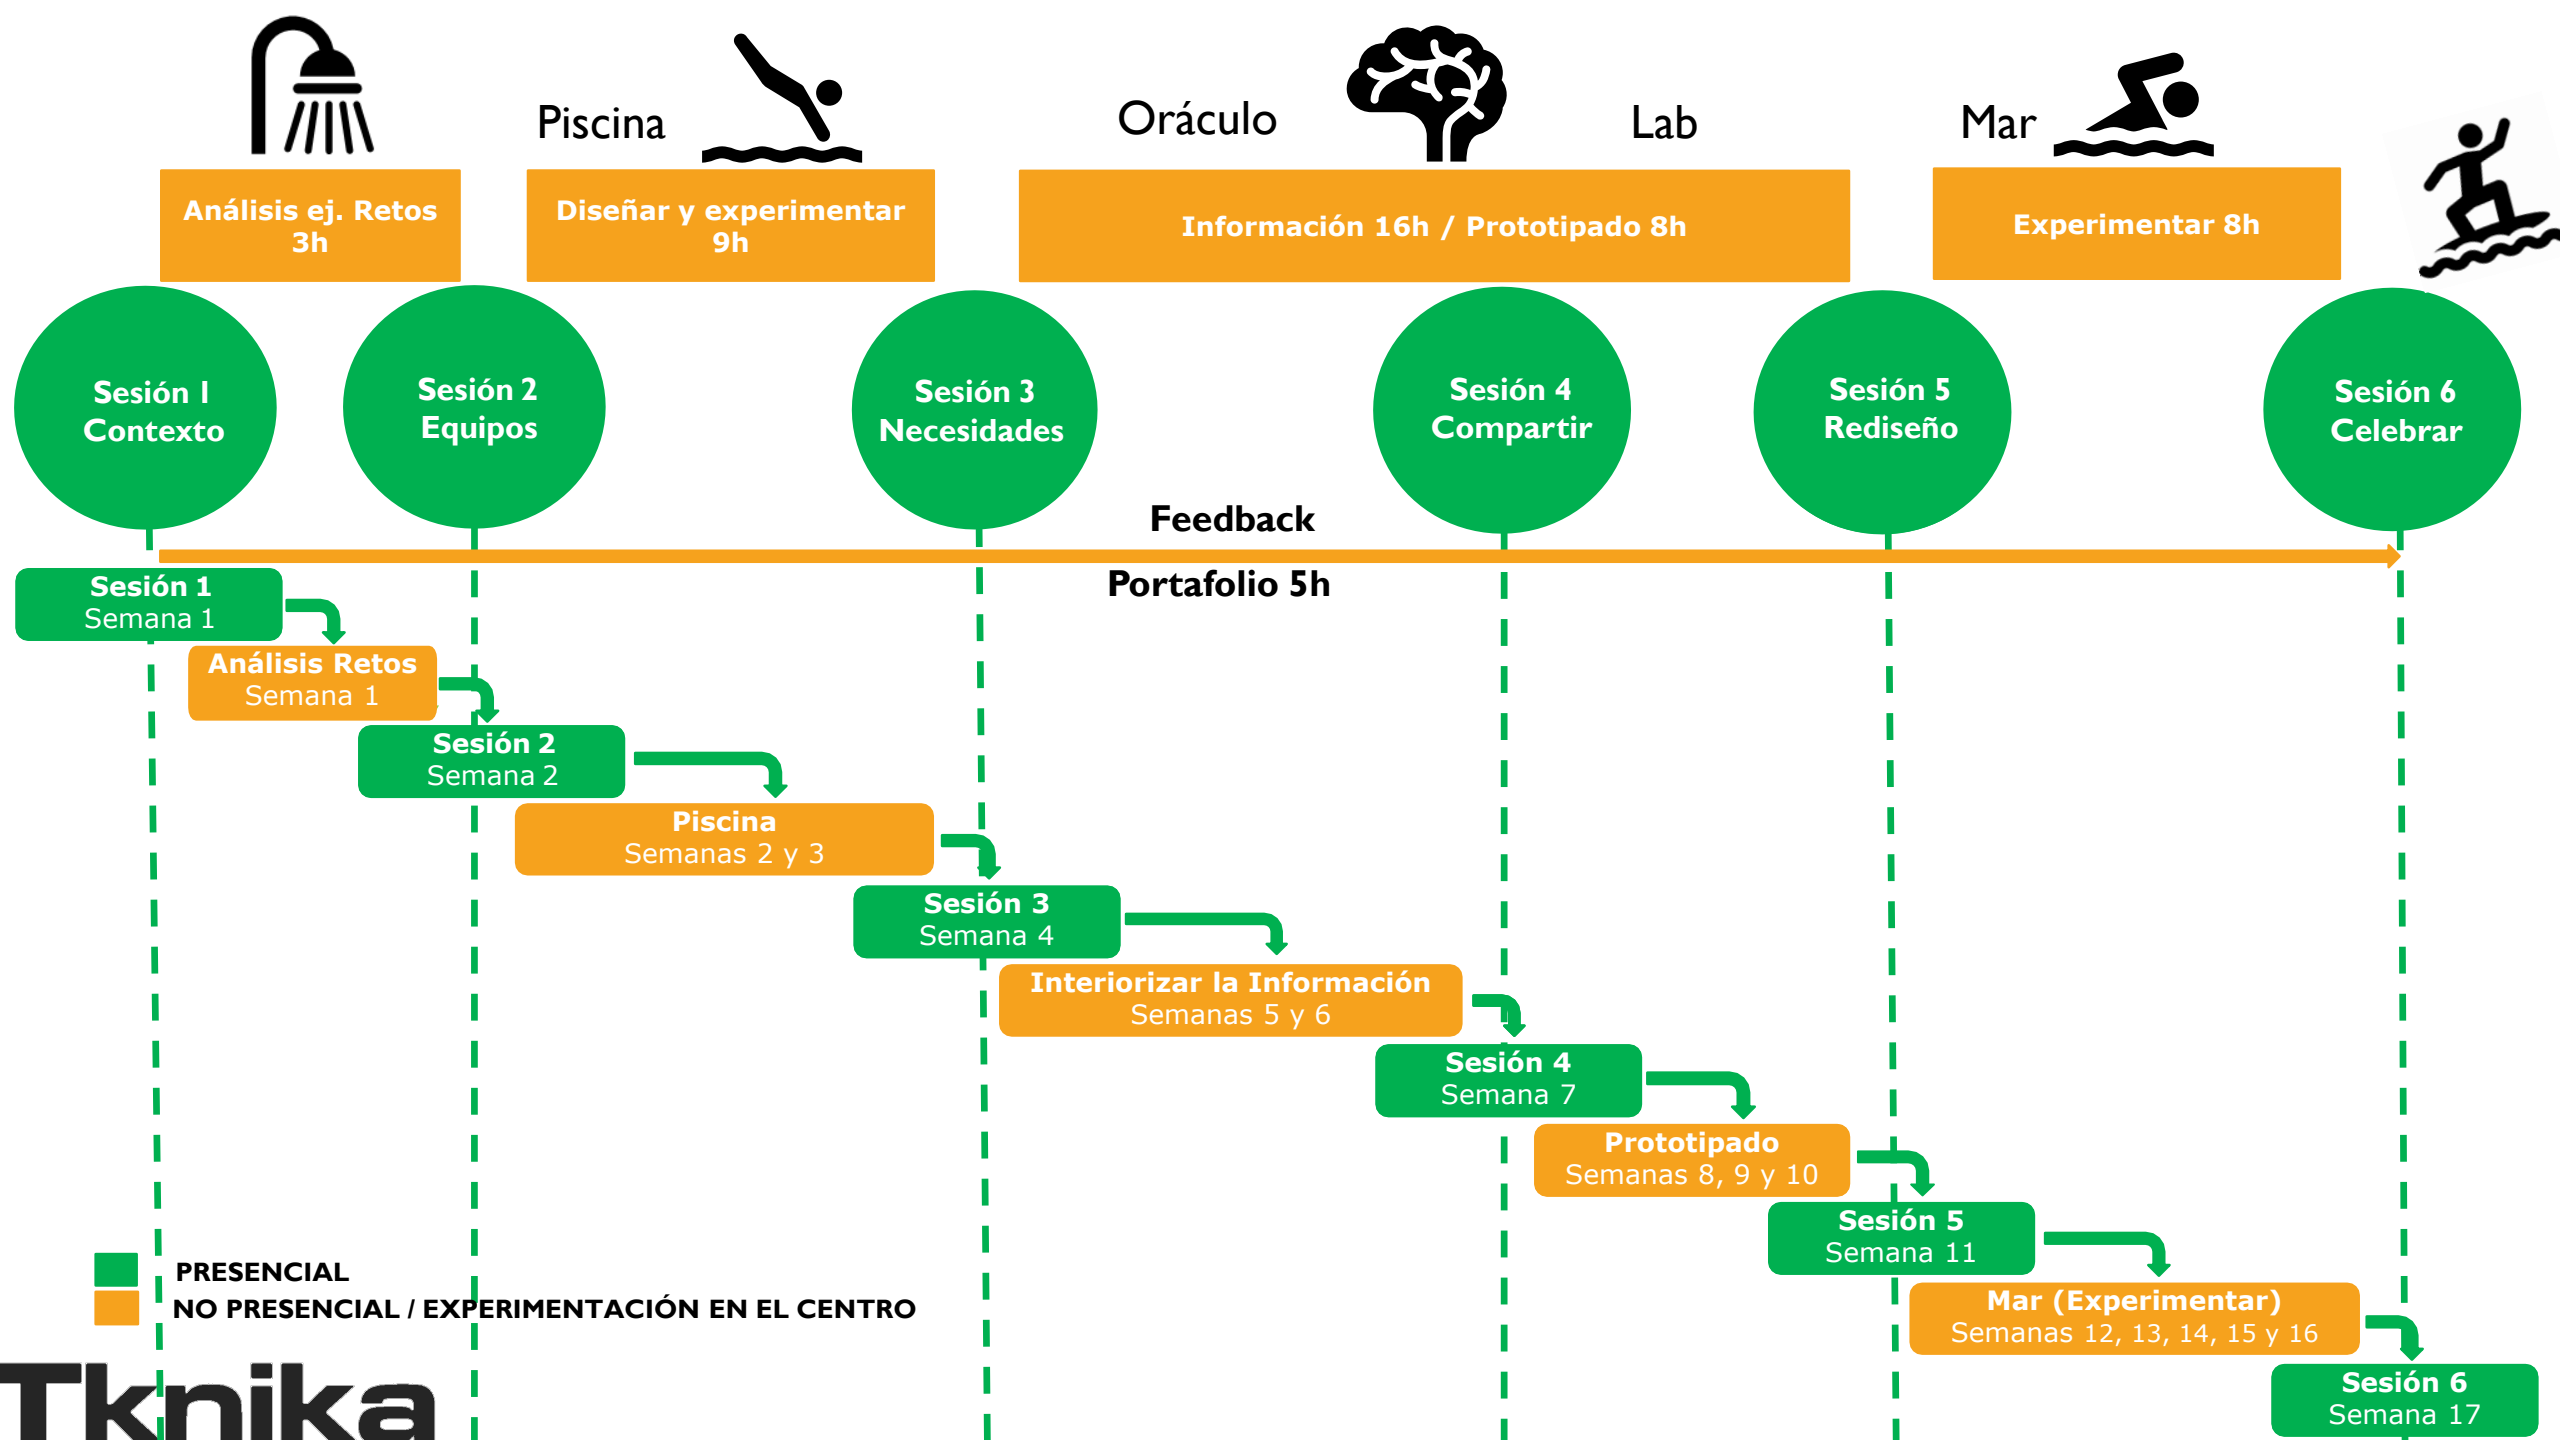 Piscina
Oráculo
Lab
Mar
Análisis ej. Retos
3h
Diseñar y experimentar
9h
Información 16h / Prototipado 8h
Experimentar 8h
Sesión 1
Contexto
Sesión 2
Equipos
Sesión 3
Necesidades
Sesión 4
Compartir
Sesión 5
Rediseño
Sesión 6
Celebrar
Feedback
Portafolio 5h
Sesión 1
Semana 1
Análisis Retos
Semana 1
Sesión 2
Semana 2
Piscina
Semanas 2 y 3
Sesión 3
Semana 4
Interiorizar la Información
Semanas 5 y 6
Sesión 4
Semana 7
Prototipado
Semanas 8, 9 y 10
Sesión 5
Semana 11
Mar (Experimentar)
Semanas 12, 13, 14, 15 y 16
Sesión 6
Semana 17
PRESENCIAL
NO PRESENCIAL / EXPERIMENTACIÓN EN EL CENTRO
Tknika